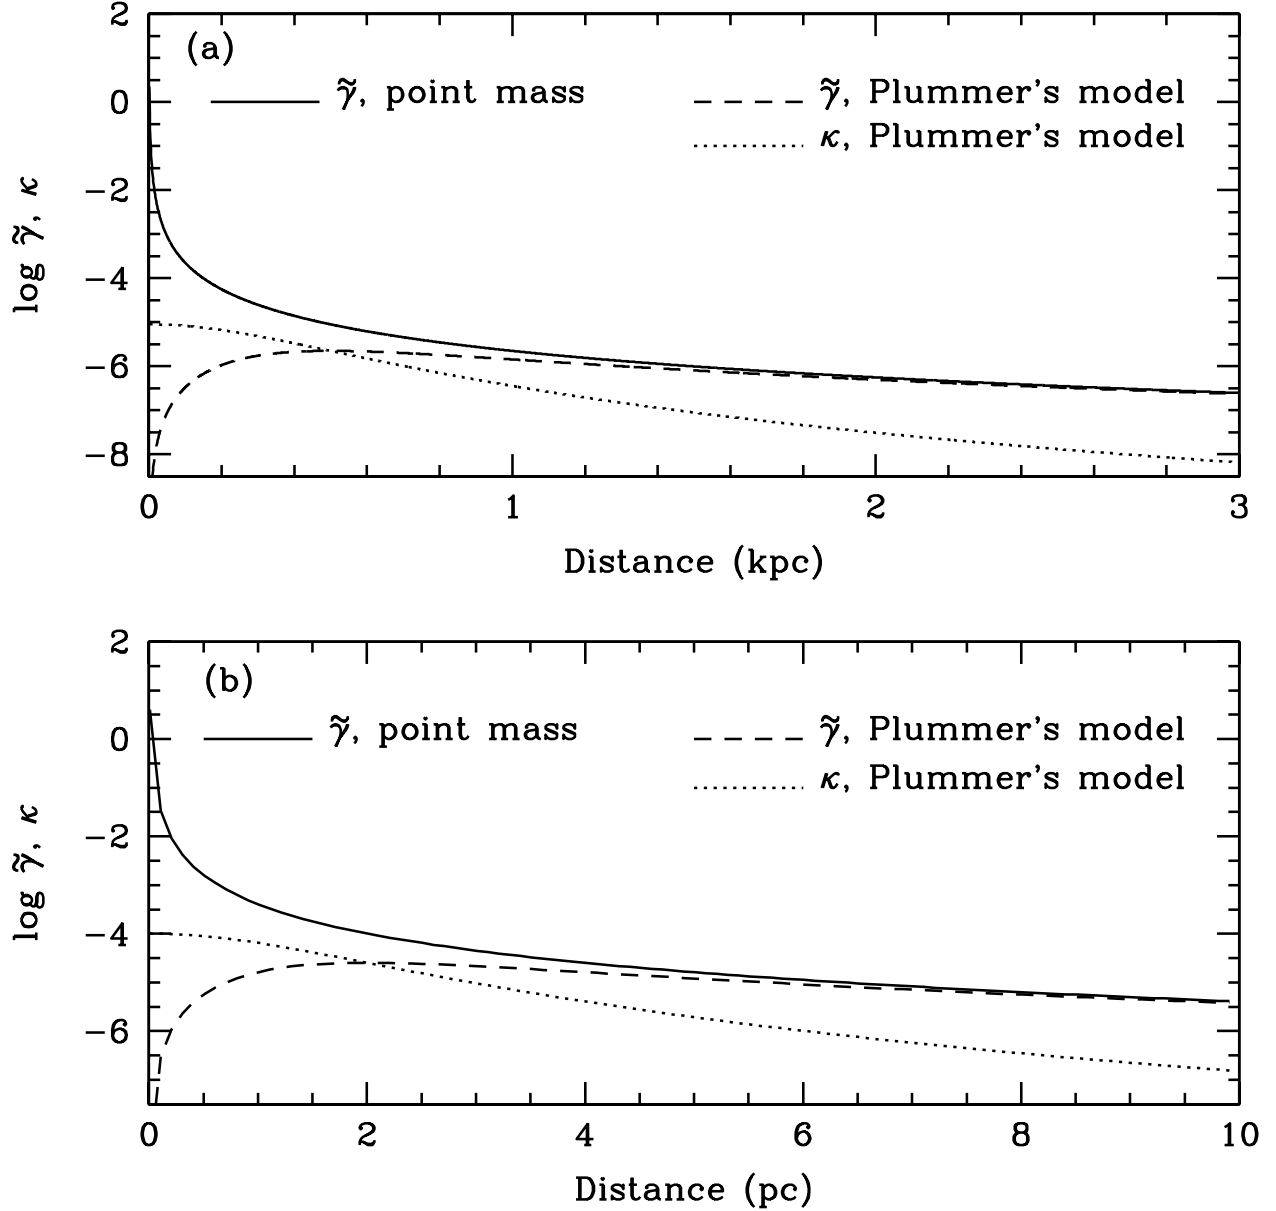 2
(a)
0
γ̃, point mass
γ̃, Plummer's model
κ, Plummer's model
−2
−4
−6
−8
log γ̃, κ
0 1 2 3
Distance (kpc)
2
(b)
0
γ̃, point mass
γ̃, Plummer's model
κ, Plummer's model
−2
−4
−6
log γ̃, κ
0 2 4 6 8 10
Distance (pc)